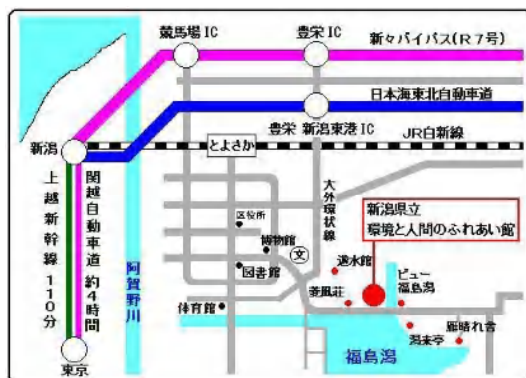 競馬場IC
豊栄IC
新々バイパス(R7号)
日本海東北自動車道
豊栄 新潟東港IC
JR白新線
新潟
とよさか
上越新幹線 110分
関越自動車道 約4時間
阿賀野川
東京
大外環状線
区役所
博物館
図書館
体育館
文
新潟県立
環境と人間のふれあい館
遊水館
菱風荘
ビュー
福島潟
潟来亭
雁晴れ舎
福島潟